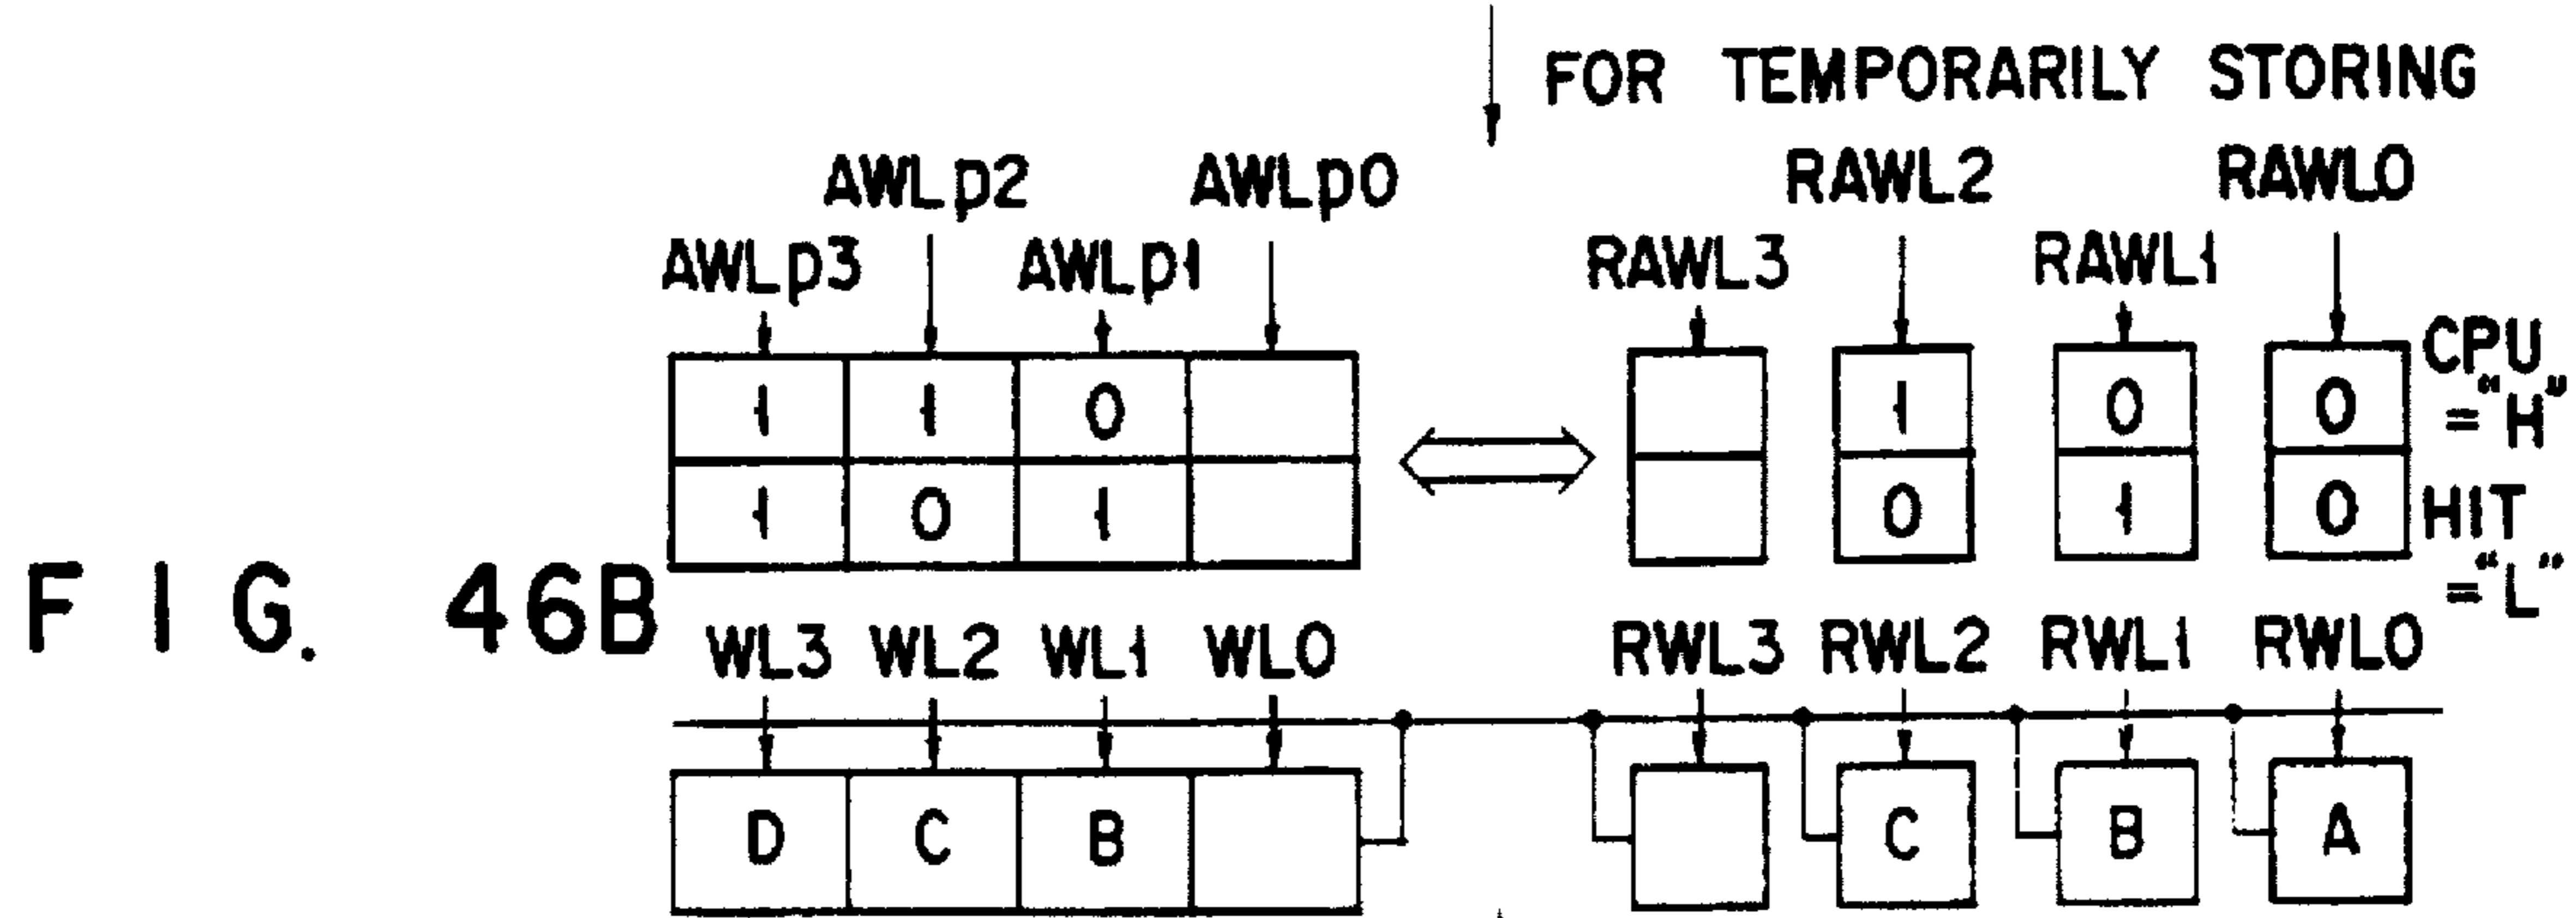 FOR TEMPORARILY STORING
AWLp2 AWLp0 RAWL2 RAWL0
AWLp3 AWLp1 RAWL3 RAWL1
1 1 0 1 0 0 CPU ="H"
1 0 1 0 1 0 HIT ="L"
FIG. 46B
WL3 WL2 WL1 WL0 RWL3 RWL2 RWL1 RWL0
D C B C B A